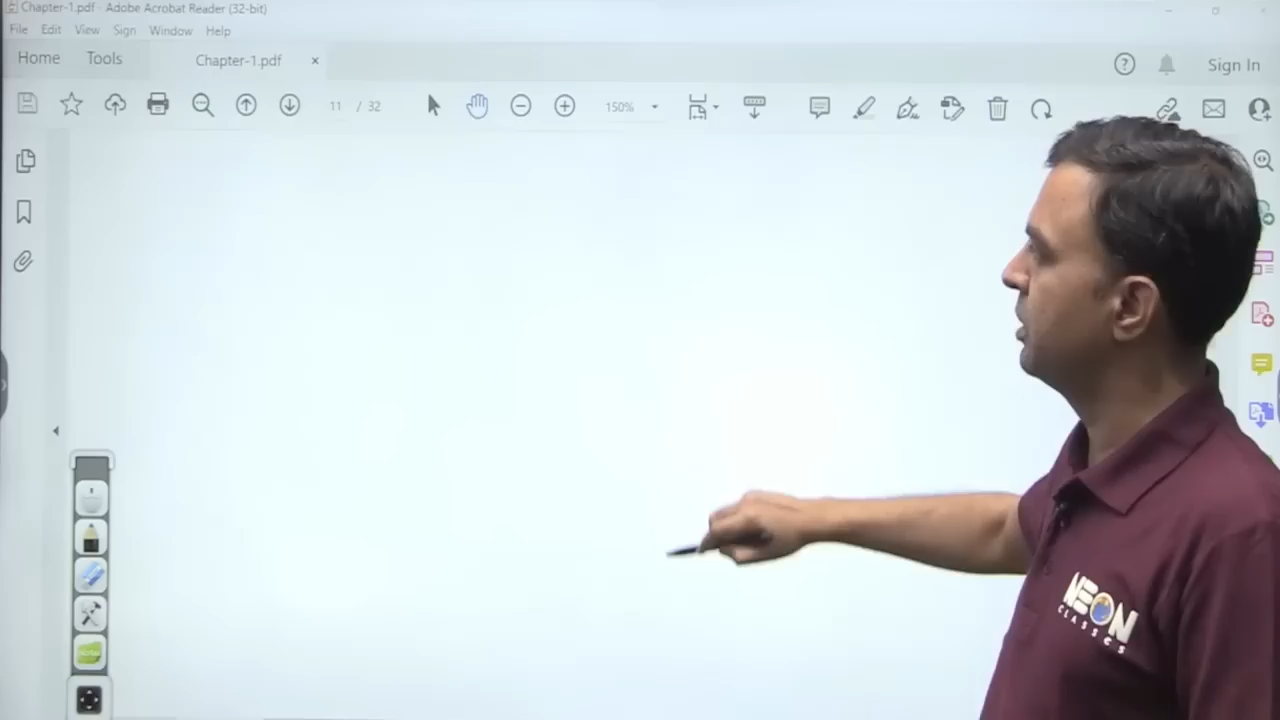 Chapter-1.pdf - Adobe Acrobat Reader (32-bit)
File Edit View Sign Window Help
Home Tools Chapter-1.pdf ×
Sign In
11 / 32 150%
NEON
CLASSES